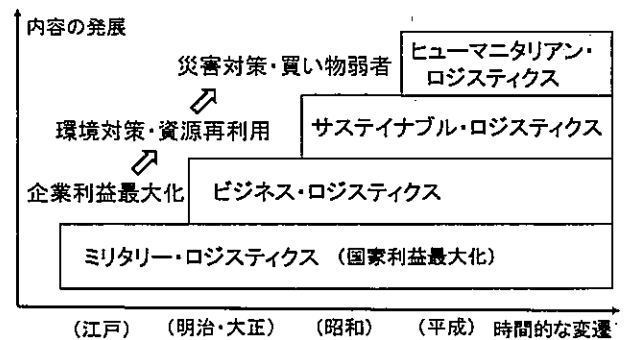 内容の発展
ヒューマニタリアン・
ロジスティクス
災害対策・買い物弱者
環境対策・資源再利用
サステイナブル・ロジスティクス
企業利益最大化
ビジネス・ロジスティクス
ミリタリー・ロジスティクス （国家利益最大化）
（江戸） （明治・大正） （昭和） （平成） 時間的な変遷